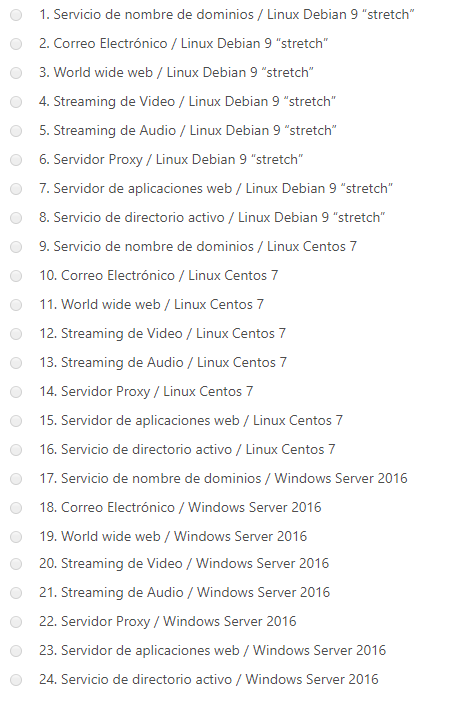 1. Servicio de nombre de dominios / Linux Debian 9 “stretch”
2. Correo Electrónico / Linux Debian 9 “stretch”
3. World wide web / Linux Debian 9 “stretch”
4. Streaming de Video / Linux Debian 9 “stretch”
5. Streaming de Audio / Linux Debian 9 “stretch”
6. Servidor Proxy / Linux Debian 9 “stretch”
7. Servidor de aplicaciones web / Linux Debian 9 “stretch”
8. Servicio de directorio activo / Linux Debian 9 “stretch”
9. Servicio de nombre de dominios / Linux Centos 7
10. Correo Electrónico / Linux Centos 7
11. World wide web / Linux Centos 7
12. Streaming de Video / Linux Centos 7
13. Streaming de Audio / Linux Centos 7
14. Servidor Proxy / Linux Centos 7
15. Servidor de aplicaciones web / Linux Centos 7
16. Servicio de directorio activo / Linux Centos 7
17. Servicio de nombre de dominios / Windows Server 2016
18. Correo Electrónico / Windows Server 2016
19. World wide web / Windows Server 2016
20. Streaming de Video / Windows Server 2016
21. Streaming de Audio / Windows Server 2016
22. Servidor Proxy / Windows Server 2016
23. Servidor de aplicaciones web / Windows Server 2016
24. Servicio de directorio activo / Windows Server 2016